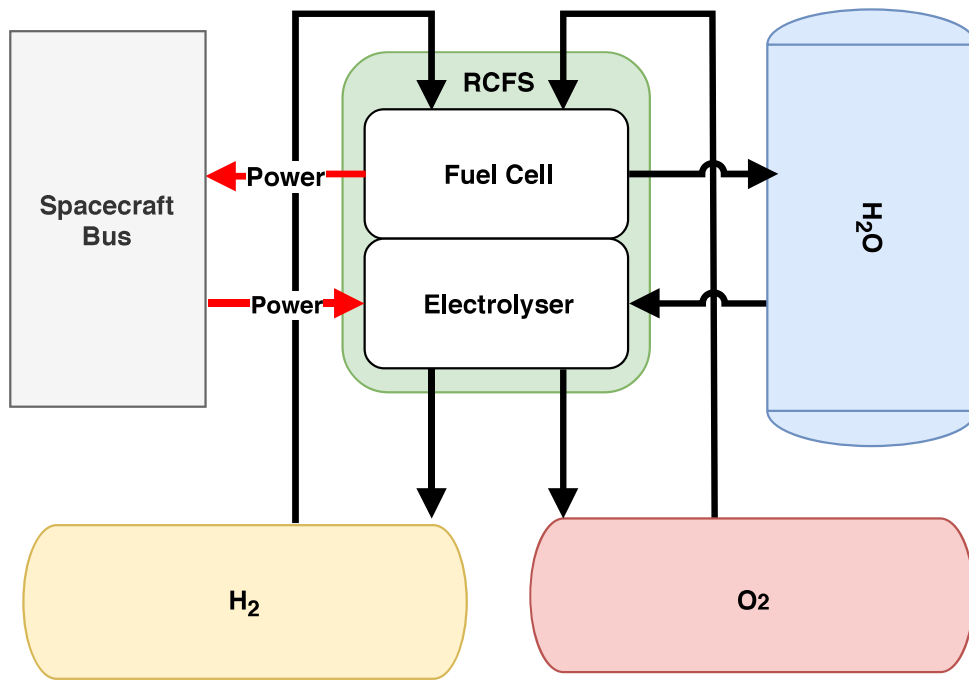 RCFS
Power
Fuel Cell
Spacecraft
Bus
H₂O
Power
Electrolyser
H₂
O2